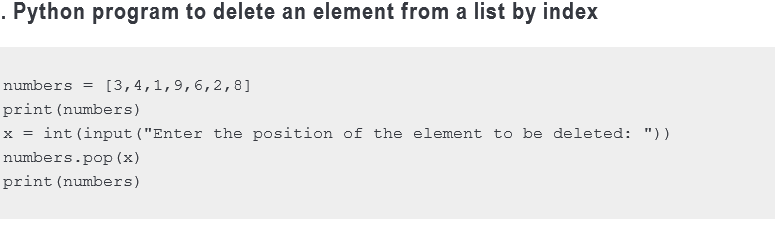 . Python program to delete an element from a list by index
numbers = [3,4,1,9,6,2,8]
print(numbers)
x = int(input("Enter the position of the element to be deleted: "))
numbers.pop(x)
print(numbers)